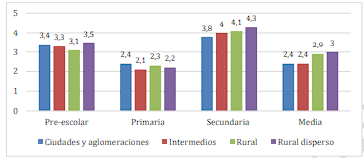 5
4
3
2
1
0
3,4 3,3 3,1 3,5
2,4 2,1 2,3 2,2
3,8 4 4,1 4,3
2,4 2,4 2,9 3
Pre-escolar Primaria Secundaria Media
Ciudades y aglomeraciones Intermedios Rural Rural disperso